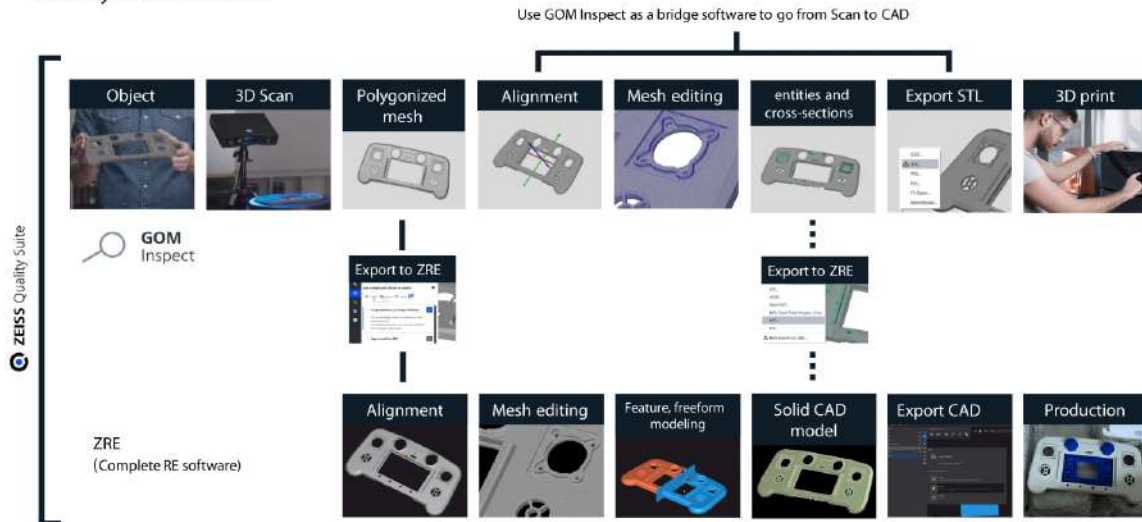 Use GOM Inspect as a bridge software to go from Scan to CAD
Object
3D Scan
Polygonized
mesh
Alignment
Mesh editing
entities and
cross-sections
Export STL
3D print
GOM
Inspect
Export to ZRE
Export to ZRE
ZEISS Quality Suite
Alignment
Mesh editing
Feature, freeform
modeling
Solid CAD
model
Export CAD
Production
ZRE
(Complete RE software)